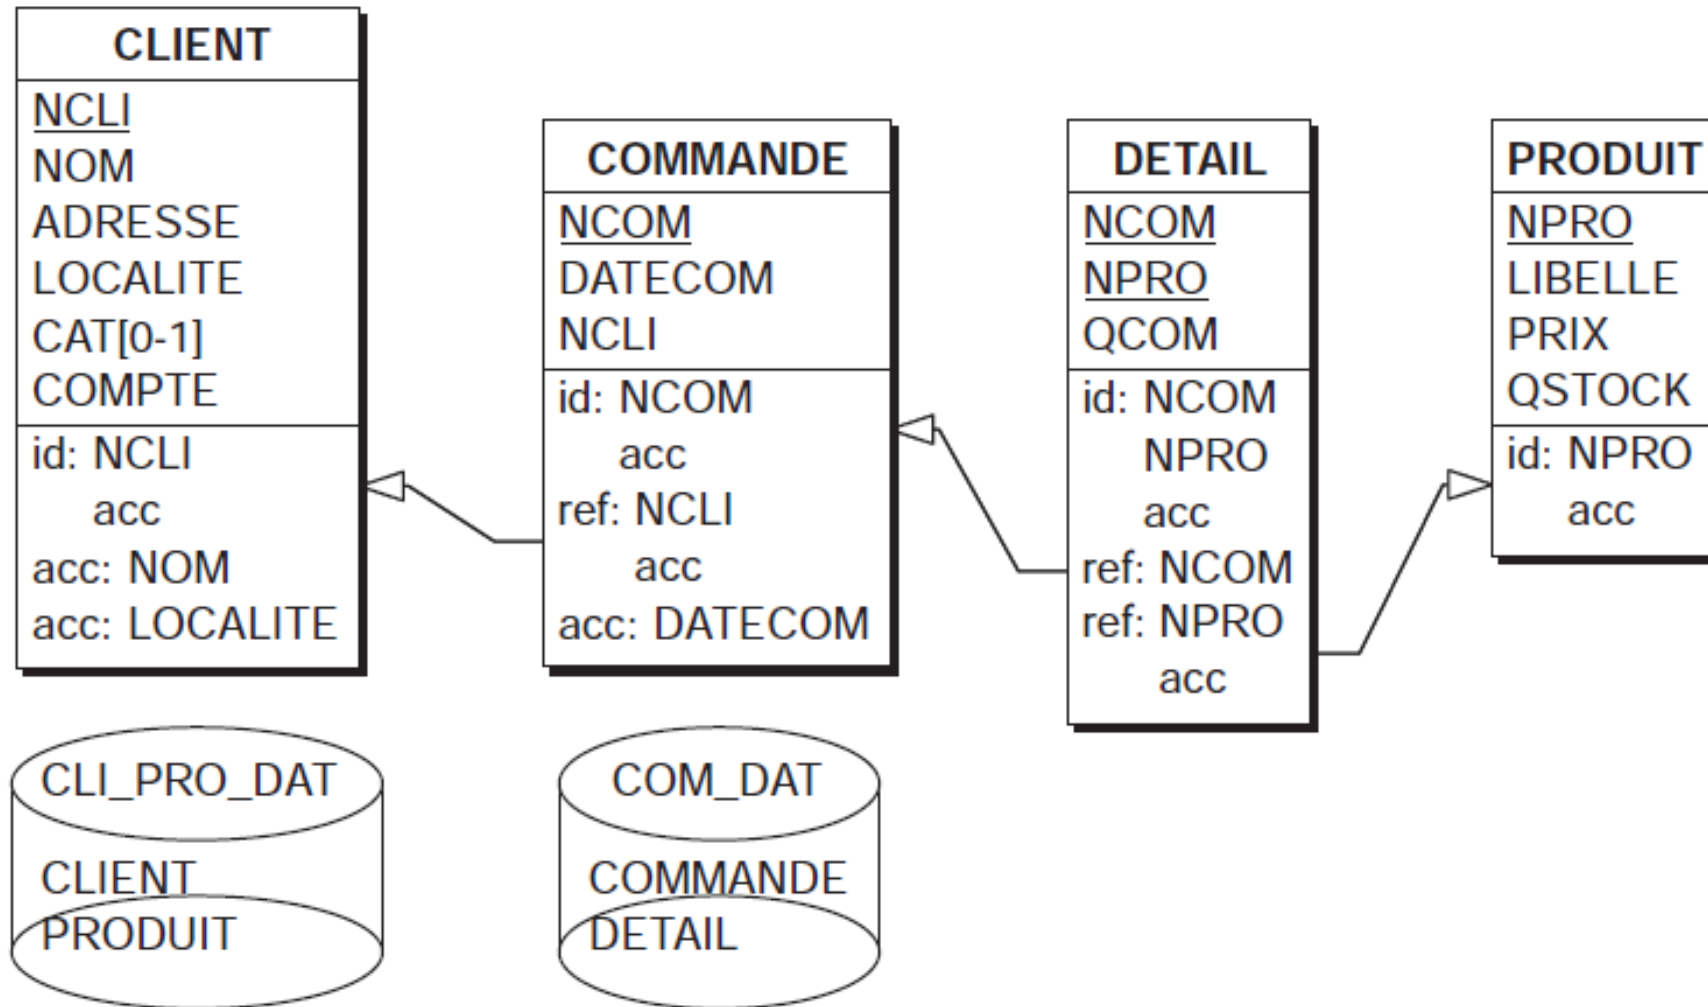 CLIENT
NCLI
NOM
ADRESSE
LOCALITE
CAT[0-1]
COMPTE
id: NCLI
acc
acc: NOM
acc: LOCALITE
COMMANDE
NCOM
DATECOM
NCLI
id: NCOM
acc
ref: NCLI
acc
acc: DATECOM
DETAIL
NCOM
NPRO
QCOM
id: NCOM
NPRO
acc
ref: NCOM
ref: NPRO
acc
PRODUIT
NPRO
LIBELLE
PRIX
QSTOCK
id: NPRO
acc
CLI_PRO_DAT
CLIENT
PRODUIT
COM_DAT
COMMANDE
DETAIL